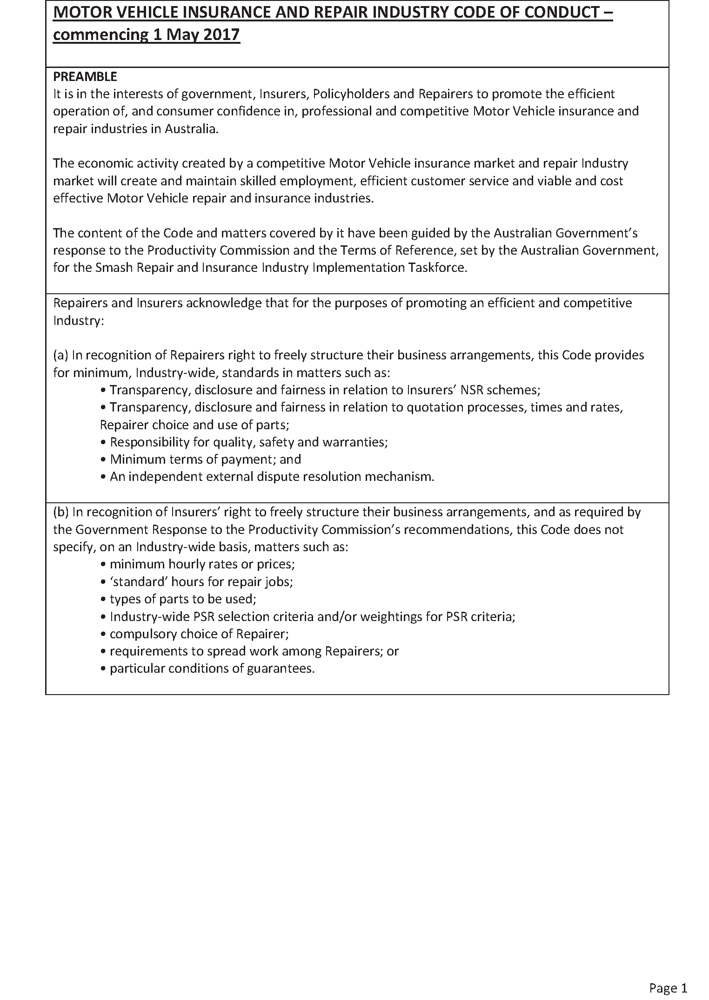 MOTOR VEHICLE INSURANCE AND REPAIR INDUSTRY CODE OF CONDUCT –
commencing 1 May 2017
PREAMBLE
It is in the interests of government, Insurers, Policyholders and Repairers to promote the efficient
operation of, and consumer confidence in, professional and competitive Motor Vehicle insurance and
repair industries in Australia.
The economic activity created by a competitive Motor Vehicle insurance market and repair Industry
market will create and maintain skilled employment, efficient customer service and viable and cost
effective Motor Vehicle repair and insurance industries.
The content of the Code and matters covered by it have been guided by the Australian Government’s
response to the Productivity Commission and the Terms of Reference, set by the Australian Government,
for the Smash Repair and Insurance Industry Implementation Taskforce.
Repairers and Insurers acknowledge that for the purposes of promoting an efficient and competitive
Industry:
(a) In recognition of Repairers right to freely structure their business arrangements, this Code provides
for minimum, Industry-wide, standards in matters such as:
• Transparency, disclosure and fairness in relation to Insurers’ NSR schemes;
• Transparency, disclosure and fairness in relation to quotation processes, times and rates,
Repairer choice and use of parts;
• Responsibility for quality, safety and warranties;
• Minimum terms of payment; and
• An independent external dispute resolution mechanism.
(b) In recognition of Insurers’ right to freely structure their business arrangements, and as required by
the Government Response to the Productivity Commission’s recommendations, this Code does not
specify, on an Industry-wide basis, matters such as:
• minimum hourly rates or prices;
• ‘standard’ hours for repair jobs;
• types of parts to be used;
• Industry-wide PSR selection criteria and/or weightings for PSR criteria;
• compulsory choice of Repairer;
• requirements to spread work among Repairers; or
• particular conditions of guarantees.
Page 1